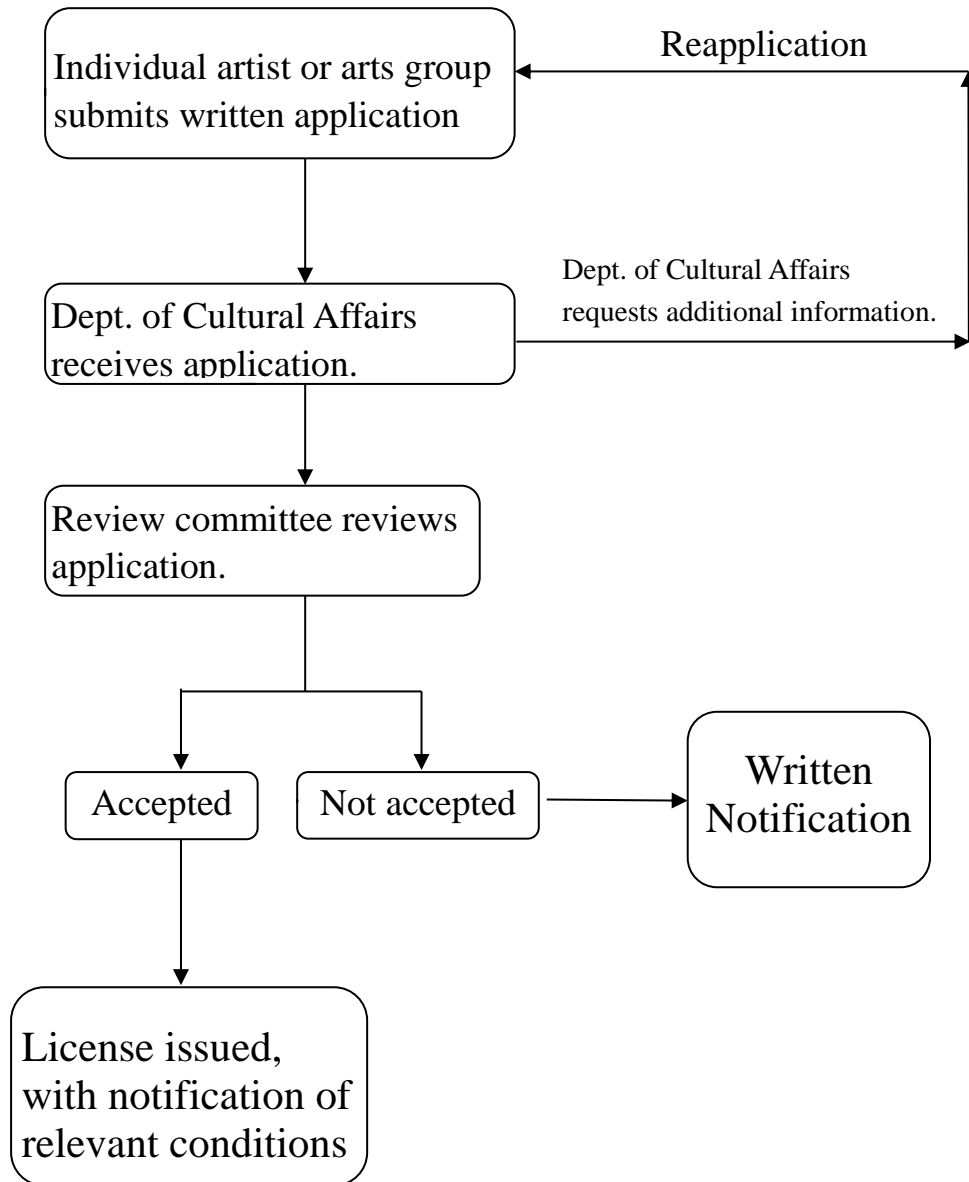 Individual artist or arts group
submits written application
Reapplication
Dept. of Cultural Affairs
requests additional information.
Dept. of Cultural Affairs
receives application.
Review committee reviews
application.
Accepted
Not accepted
Written
Notification
License issued,
with notification of
relevant conditions